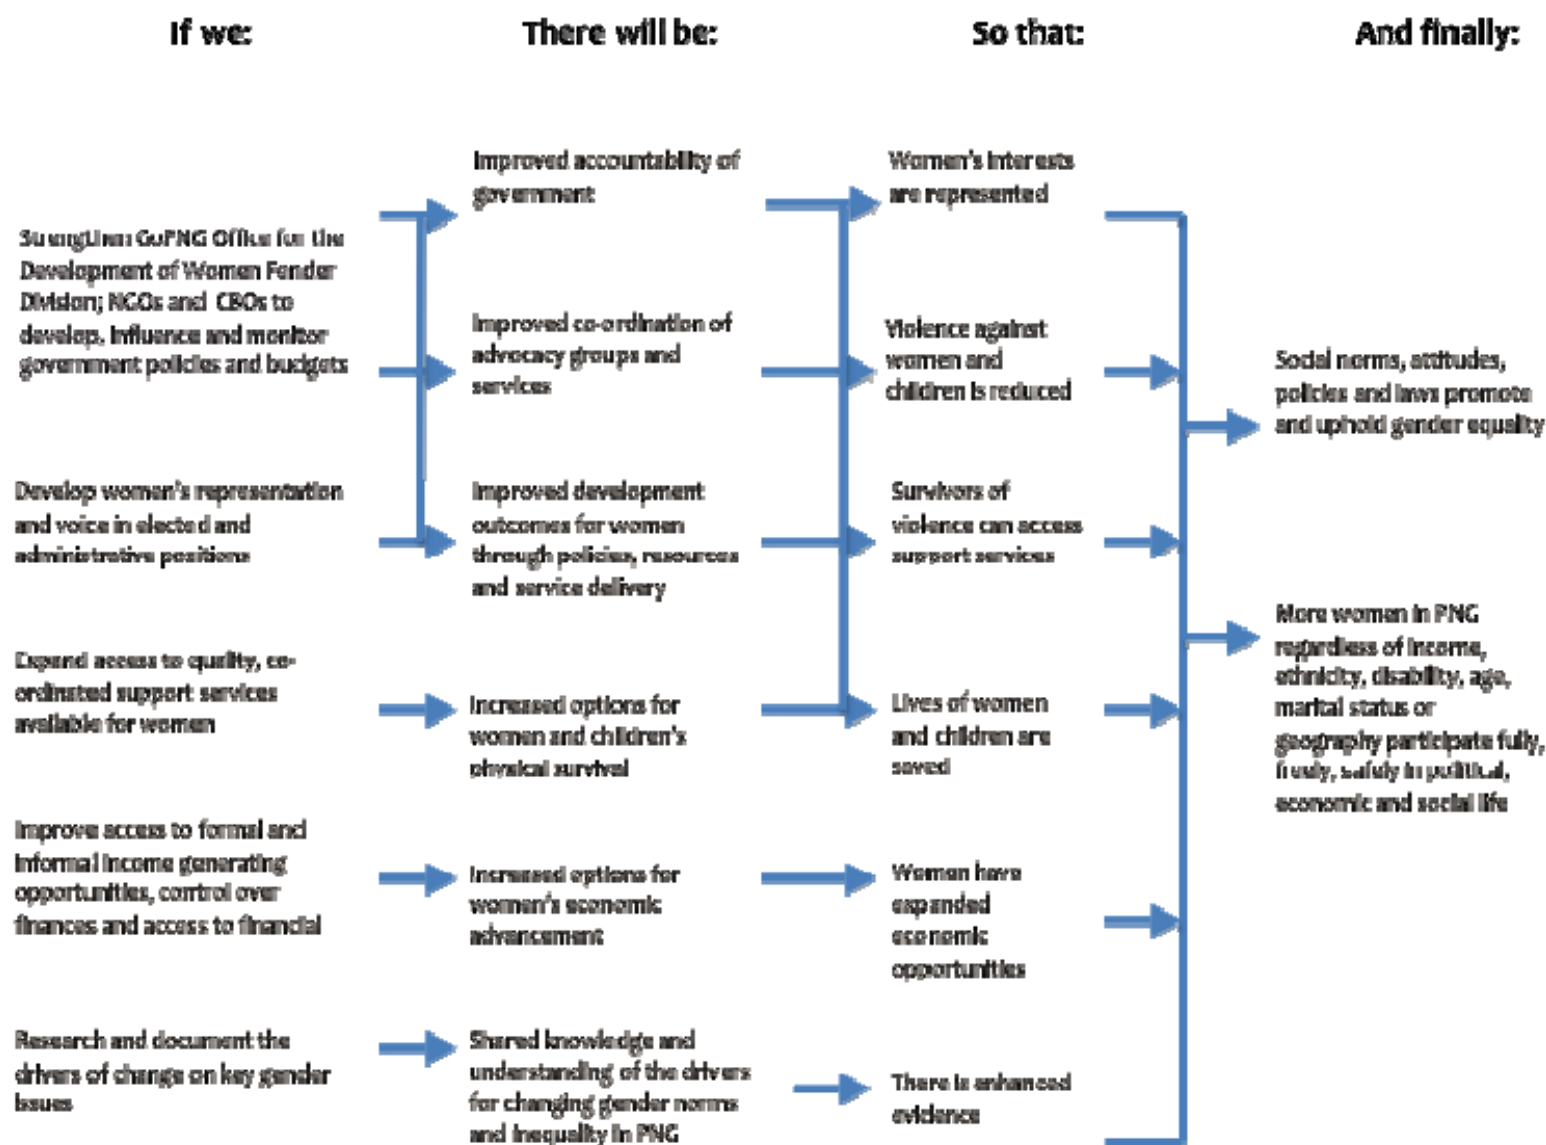 If we:
There will be:
So that:
And finally:
Strengthen GoPNG Office for the
Development of Women Fender
Division; NGOs and CBOs to
develop, influence and monitor
government policies and budgets
Develop women's representation
and voice in elected and
administrative positions
Expand access to quality, co-
ordinated support services
available for women
Improve access to formal and
informal income generating
opportunities, control over
finances and access to financial
Research and document the
drivers of change on key gender
issues
Improved accountability of
government
Improved co-ordination of
advocacy groups and
services
Improved development
outcomes for women
through policies, resources
and service delivery
Increased options for
women and children's
physical survival
Increased options for
women's economic
advancement
Shared knowledge and
understanding of the drivers
for changing gender norms
and inequality in PNG
Women's interests
are represented
Violence against
women and
children is reduced
Survivors of
violence can access
support services
Lives of women
and children are
saved
Women have
expanded
economic
opportunities
There is enhanced
evidence
Social norms, attitudes,
policies and laws promote
and uphold gender equality
More women in PNG
regardless of income,
ethnicity, disability, age,
marital status or
geography participate fully,
freely, safely in political,
economic and social life